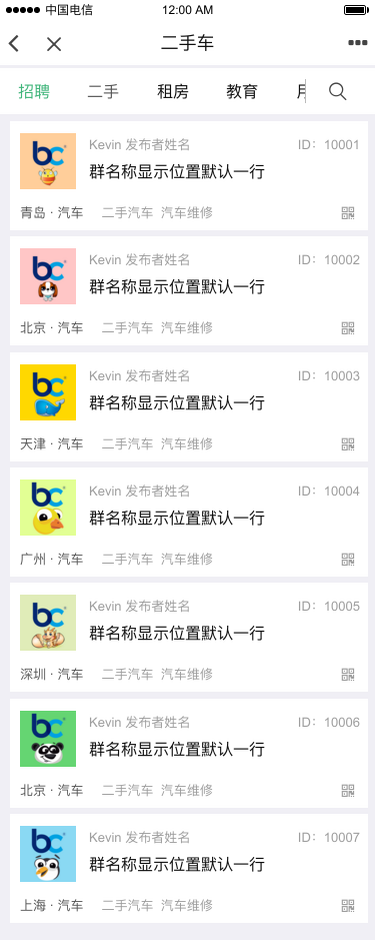 中国电信 12:00 AM
二手车
招聘 二手 租房 教育
bc
Kevin 发布者姓名 ID：10001
群名称显示位置默认一行
青岛 · 汽车 二手汽车 汽车维修
bc
Kevin 发布者姓名 ID：10002
群名称显示位置默认一行
北京 · 汽车 二手汽车 汽车维修
bc
Kevin 发布者姓名 ID：10003
群名称显示位置默认一行
天津 · 汽车 二手汽车 汽车维修
bc
Kevin 发布者姓名 ID：10004
群名称显示位置默认一行
广州 · 汽车 二手汽车 汽车维修
bc
Kevin 发布者姓名 ID：10005
群名称显示位置默认一行
深圳 · 汽车 二手汽车 汽车维修
bc
Kevin 发布者姓名 ID：10006
群名称显示位置默认一行
北京 · 汽车 二手汽车 汽车维修
bc
Kevin 发布者姓名 ID：10007
群名称显示位置默认一行
上海 · 汽车 二手汽车 汽车维修